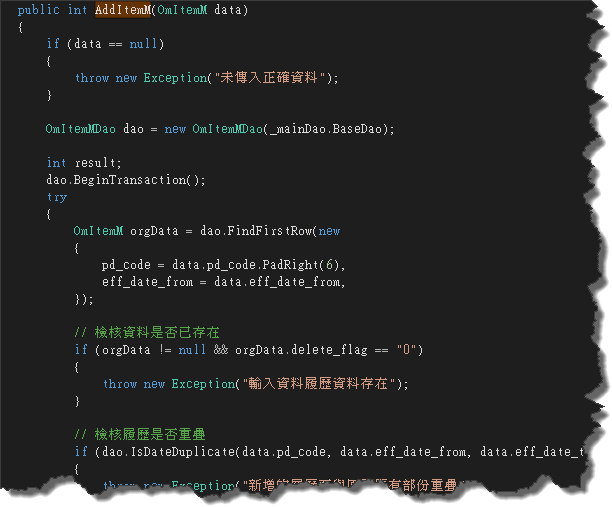 public int AddItemM(OmItemM data)
{
if (data == null)
{
throw new Exception("未傳入正確資料");
}
OmItemMDao dao = new OmItemMDao(_mainDao.BaseDao);
int result;
dao.BeginTransaction();
try
{
OmItemM orgData = dao.FindFirstRow(new
{
pd_code = data.pd_code.PadRight(6),
eff_date_from = data.eff_date_from,
});
// 檢核資料是否已存在
if (orgData != null && orgData.delete_flag == "0")
{
throw new Exception("輸入資料履歷資料存在");
}
// 檢核履歷是否重疊
if (dao.IsDateDuplicate(data.pd_code, data.eff_date_from, data.eff_date_t
{
throw new Exception("新增的履歷
有部份重疊